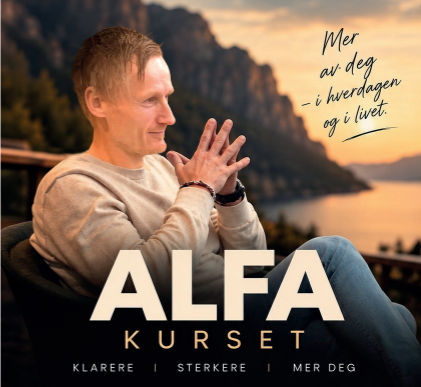 Mer
av deg
– i hverdagen
og i livet.
ALFA
KURSET
KLARERE | STERKERE | MER DEG